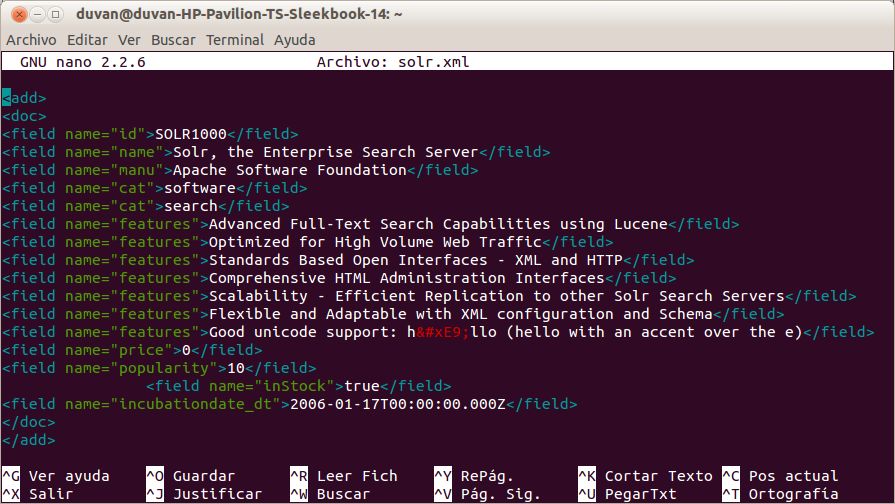 duvan@duvan-HP-Pavilion-TS-Sleekbook-14: ~
Archivo Editar Ver Buscar Terminal Ayuda
GNU nano 2.2.6 Archivo: solr.xml
<add>
<doc>
<field name="id">SOLR1000</field>
<field name="name">Solr, the Enterprise Search Server</field>
<field name="manu">Apache Software Foundation</field>
<field name="cat">software</field>
<field name="cat">search</field>
<field name="features">Advanced Full-Text Search Capabilities using Lucene</field>
<field name="features">Optimized for High Volume Web Traffic</field>
<field name="features">Standards Based Open Interfaces - XML and HTTP</field>
<field name="features">Comprehensive HTML Administration Interfaces</field>
<field name="features">Scalability - Efficient Replication to other Solr Search Servers</field>
<field name="features">Flexible and Adaptable with XML configuration and Schema</field>
<field name="features">Good unicode support: h&#xE9;llo (hello with an accent over the e)</field>
<field name="price">0</field>
<field name="popularity">10</field>
<field name="inStock">true</field>
<field name="incubationdate_dt">2006-01-17T00:00:00.000Z</field>
</doc>
</add>
^G Ver ayuda ^O Guardar ^R Leer Fich ^Y RePág. ^K Cortar Texto ^C Pos actual
^X Salir ^J Justificar ^W Buscar ^V Pág. Sig. ^U PegarTxt ^T Ortografía